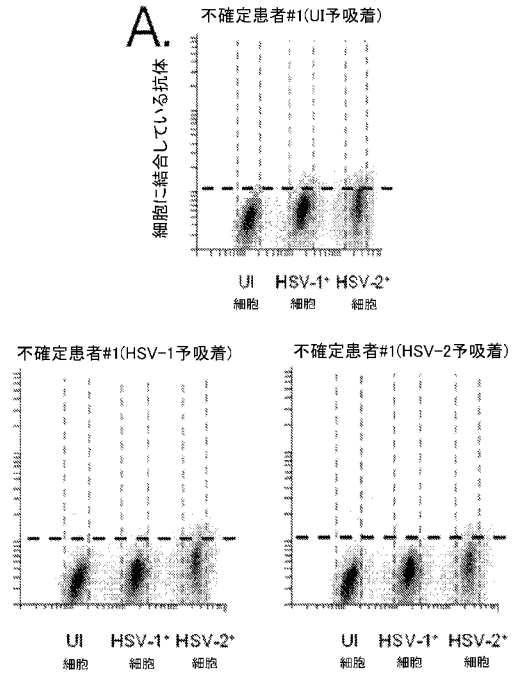 A.
不確定患者#1(UI予吸着)
細胞に結合している抗体
UI HSV-1+ HSV-2+
細胞 細胞 細胞
不確定患者#1(HSV-1予吸着)
不確定患者#1(HSV-2予吸着)
UI HSV-1+ HSV-2+
細胞 細胞 細胞
UI HSV-1+ HSV-2+
細胞 細胞 細胞